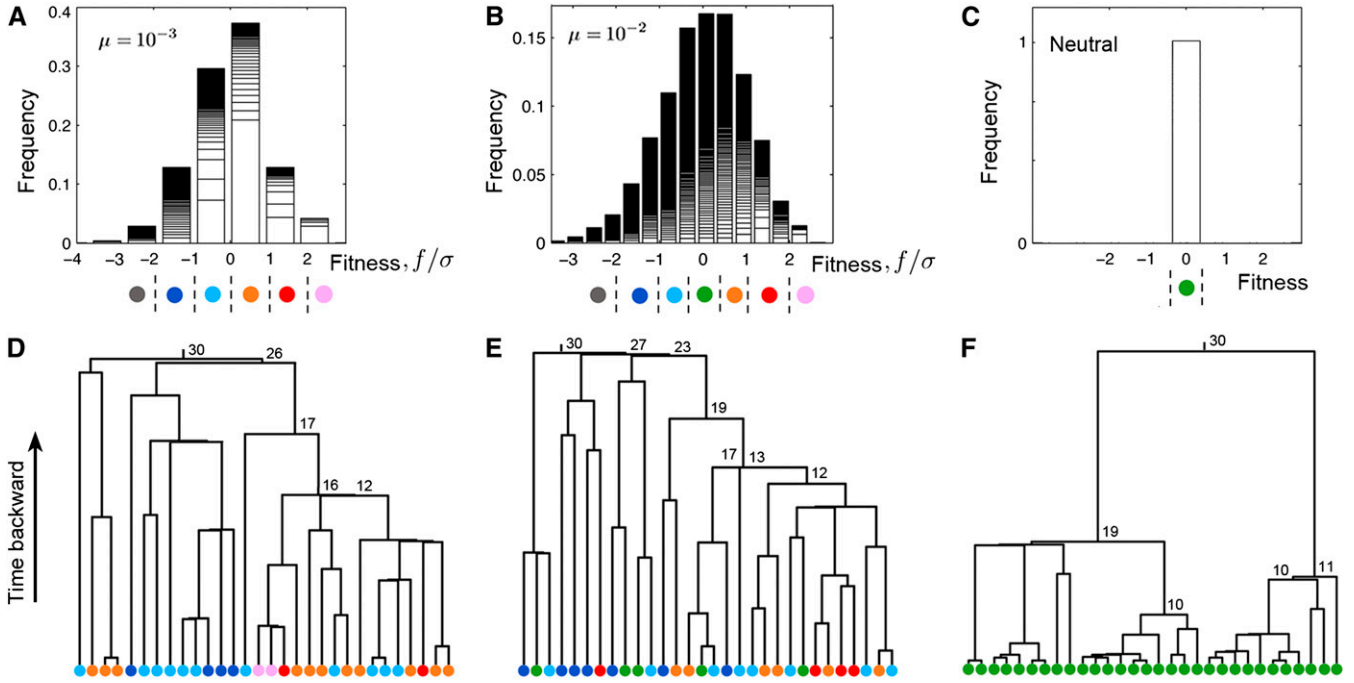 A
μ = 10⁻³
Frequency
0.4
0.3
0.2
0.1
0
−4 −3 −2 −1 0 1 2
Fitness, f/σ
B
μ = 10⁻²
Frequency
0.15
0.1
0.05
0
−3 −2 −1 0 1 2
Fitness, f/σ
C
Neutral
Frequency
1
0
-2 -1 0 1 2
Fitness
D
Time backward
30 26
17
16 12
E
30 27 23
19
17 13
12
F
30
19
10 11
10